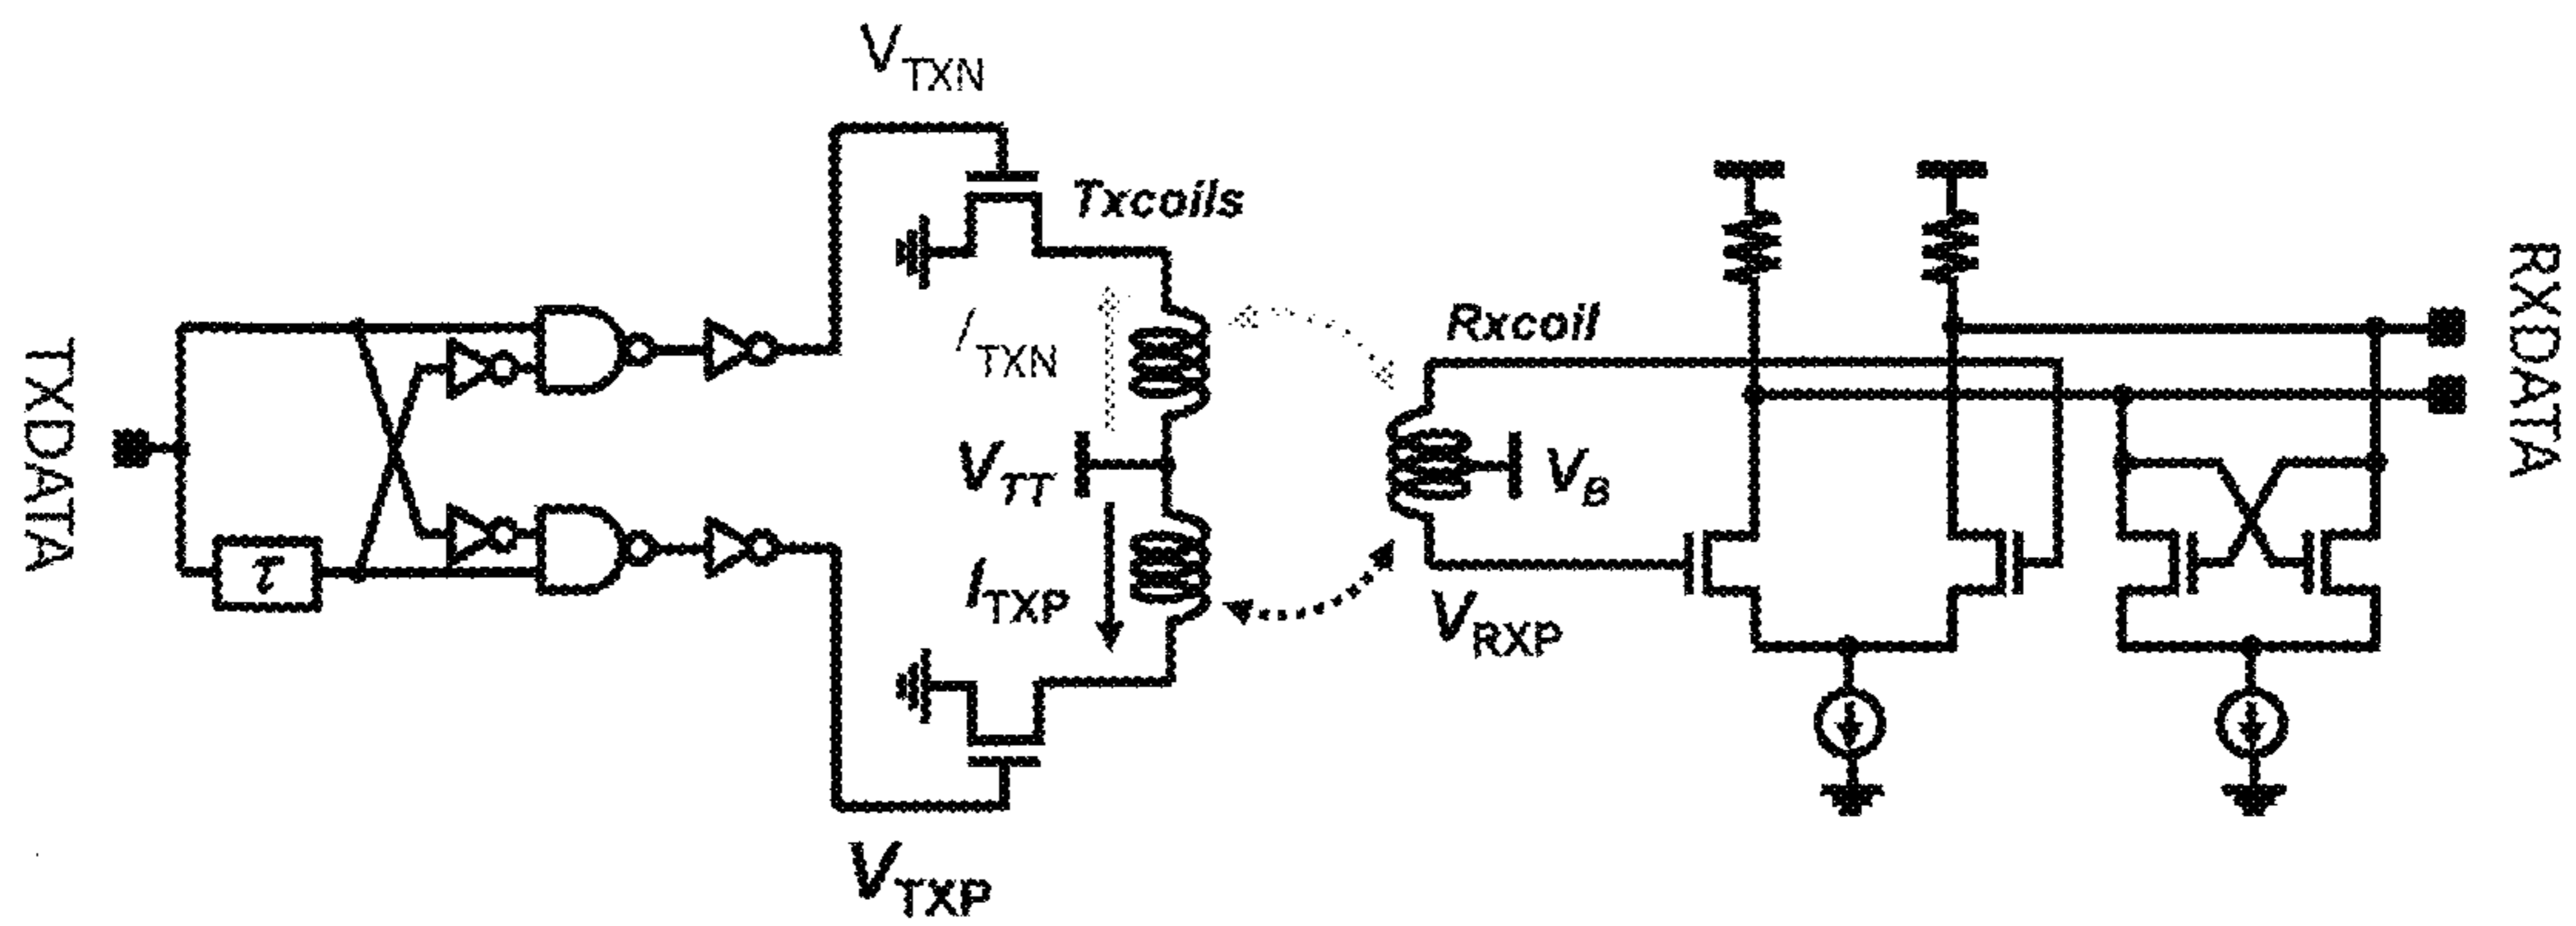 TXDATA
τ
V_TXN
Txcoils
I_TXN
V_TT
I_TXP
V_TXP
Rxcoil
V_B
V_RXP
RXDATA